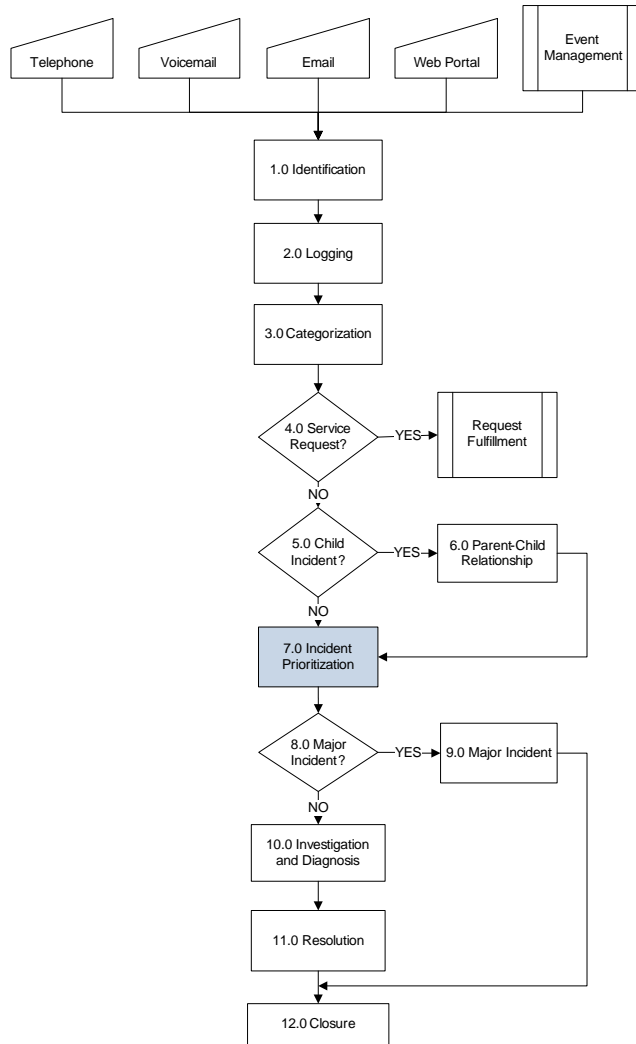 Telephone
Voicemail
Email
Web Portal
Event
Management
1.0 Identification
2.0 Logging
3.0 Categorization
4.0 Service
Request?
YES
Request
Fulfillment
NO
5.0 Child
Incident?
YES
6.0 Parent-Child
Relationship
NO
7.0 Incident
Prioritization
8.0 Major
Incident?
YES
9.0 Major Incident
NO
10.0 Investigation
and Diagnosis
11.0 Resolution
12.0 Closure